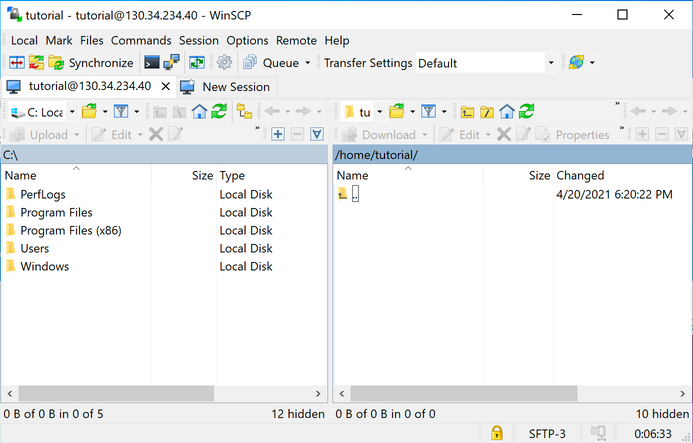 tutorial - tutorial@130.34.234.40 - WinSCP
Local Mark Files Commands Session Options Remote Help
Synchronize Queue Transfer Settings Default
tutorial@130.34.234.40 New Session
C: Loca tu
Upload Edit » Download Edit Properties »
C:\ /home/tutorial/
Name Size Type Name Size Changed
PerfLogs Local Disk .. 4/20/2021 6:20:22 PM
Program Files Local Disk
Program Files (x86) Local Disk
Users Local Disk
Windows Local Disk
0 B of 0 B in 0 of 5 12 hidden 0 B of 0 B in 0 of 0 10 hidden
SFTP-3 0:06:33